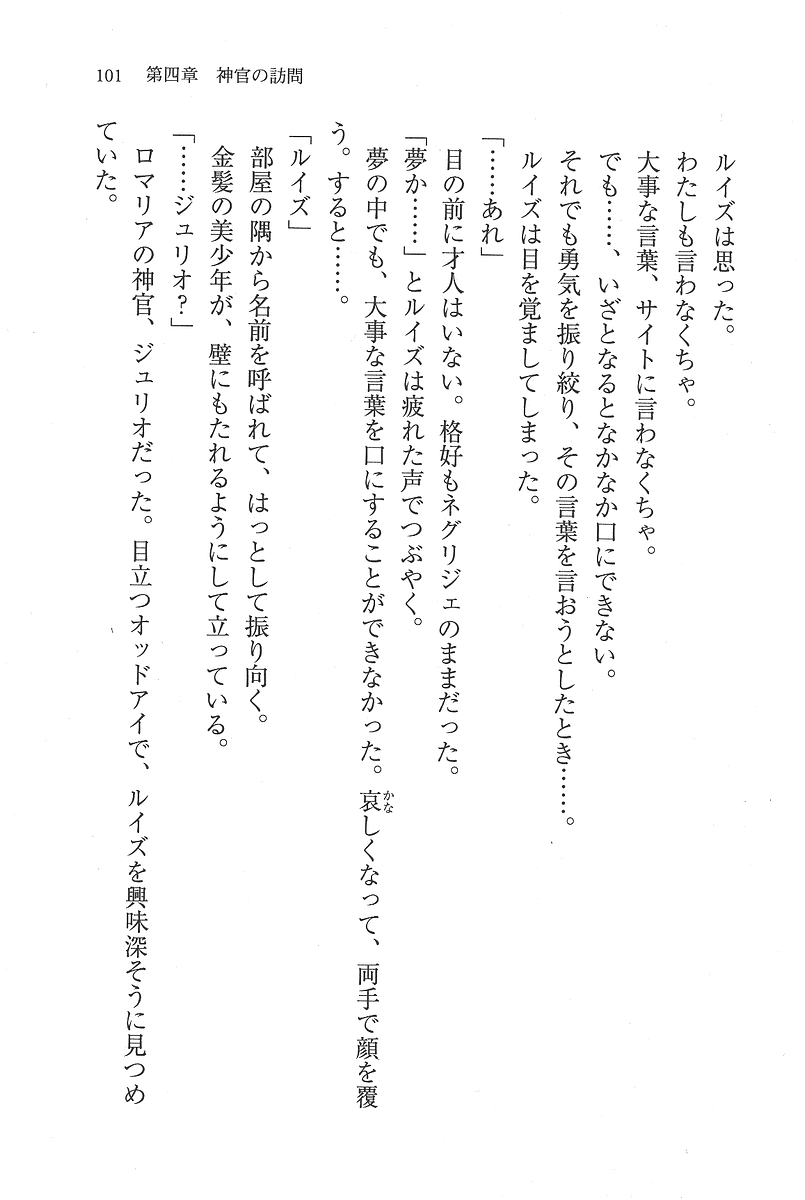 101　第四章　神官の訪問
　ルイズは思った。
　わたしも言わなくちゃ。
　大事な言葉、サイトに言わなくちゃ。
　でも……、いざとなるとなかなか口にできない。
　それでも勇気を振り絞り、その言葉を言おうとしたとき……。
　ルイズは目を覚ましてしまった。
「……あれ」
　目の前に才人はいない。格好もネグリジェのままだった。
「夢か……」とルイズは疲れた声でつぶやく。
　夢の中でも、大事な言葉を口にすることができなかった。哀しくなって、両手で顔を覆
かな
う。すると……。
「ルイズ」
　部屋の隅から名前を呼ばれて、はっとして振り向く。
　金髪の美少年が、壁にもたれるようにして立っている。
「……ジュリオ？」
　ロマリアの神官、ジュリオだった。目立つオッドアイで、ルイズを興味深そうに見つめ
ていた。